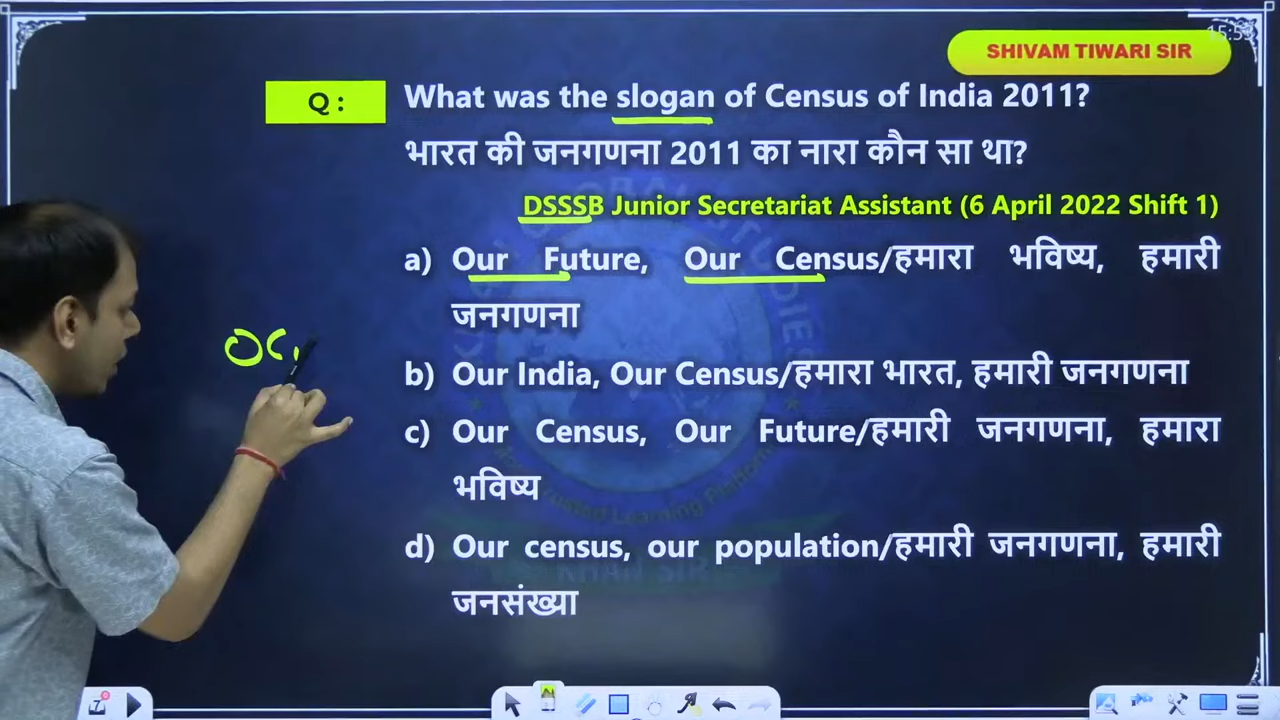 SHIVAM TIWARI SIR
Q :
What was the slogan of Census of India 2011?
भारत की जनगणना 2011 का नारा कौन सा था?
DSSSB Junior Secretariat Assistant (6 April 2022 Shift 1)
a) Our Future, Our Census/हमारा भविष्य, हमारी
जनगणना
b) Our India, Our Census/हमारा भारत, हमारी जनगणना
c) Our Census, Our Future/हमारी जनगणना, हमारा
भविष्य
d) Our census, our population/हमारी जनगणना, हमारी
जनसंख्या
KHAN SIR